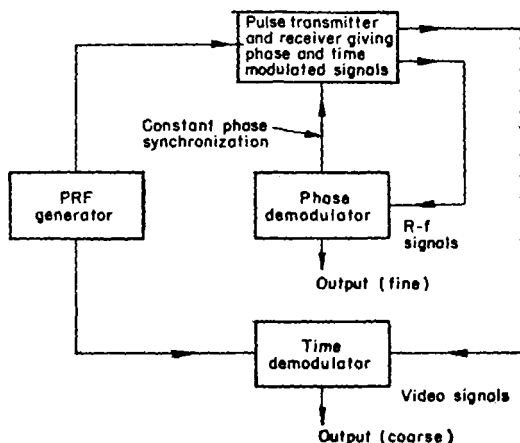 Pulse transmitter
and receiver giving
phase and time
modulated signals
Constant phase
synchronization
PRF
generator
Phase
demodulator
R-f
signals
Output (fine)
Time
demodulator
Video signals
Output (coarse)